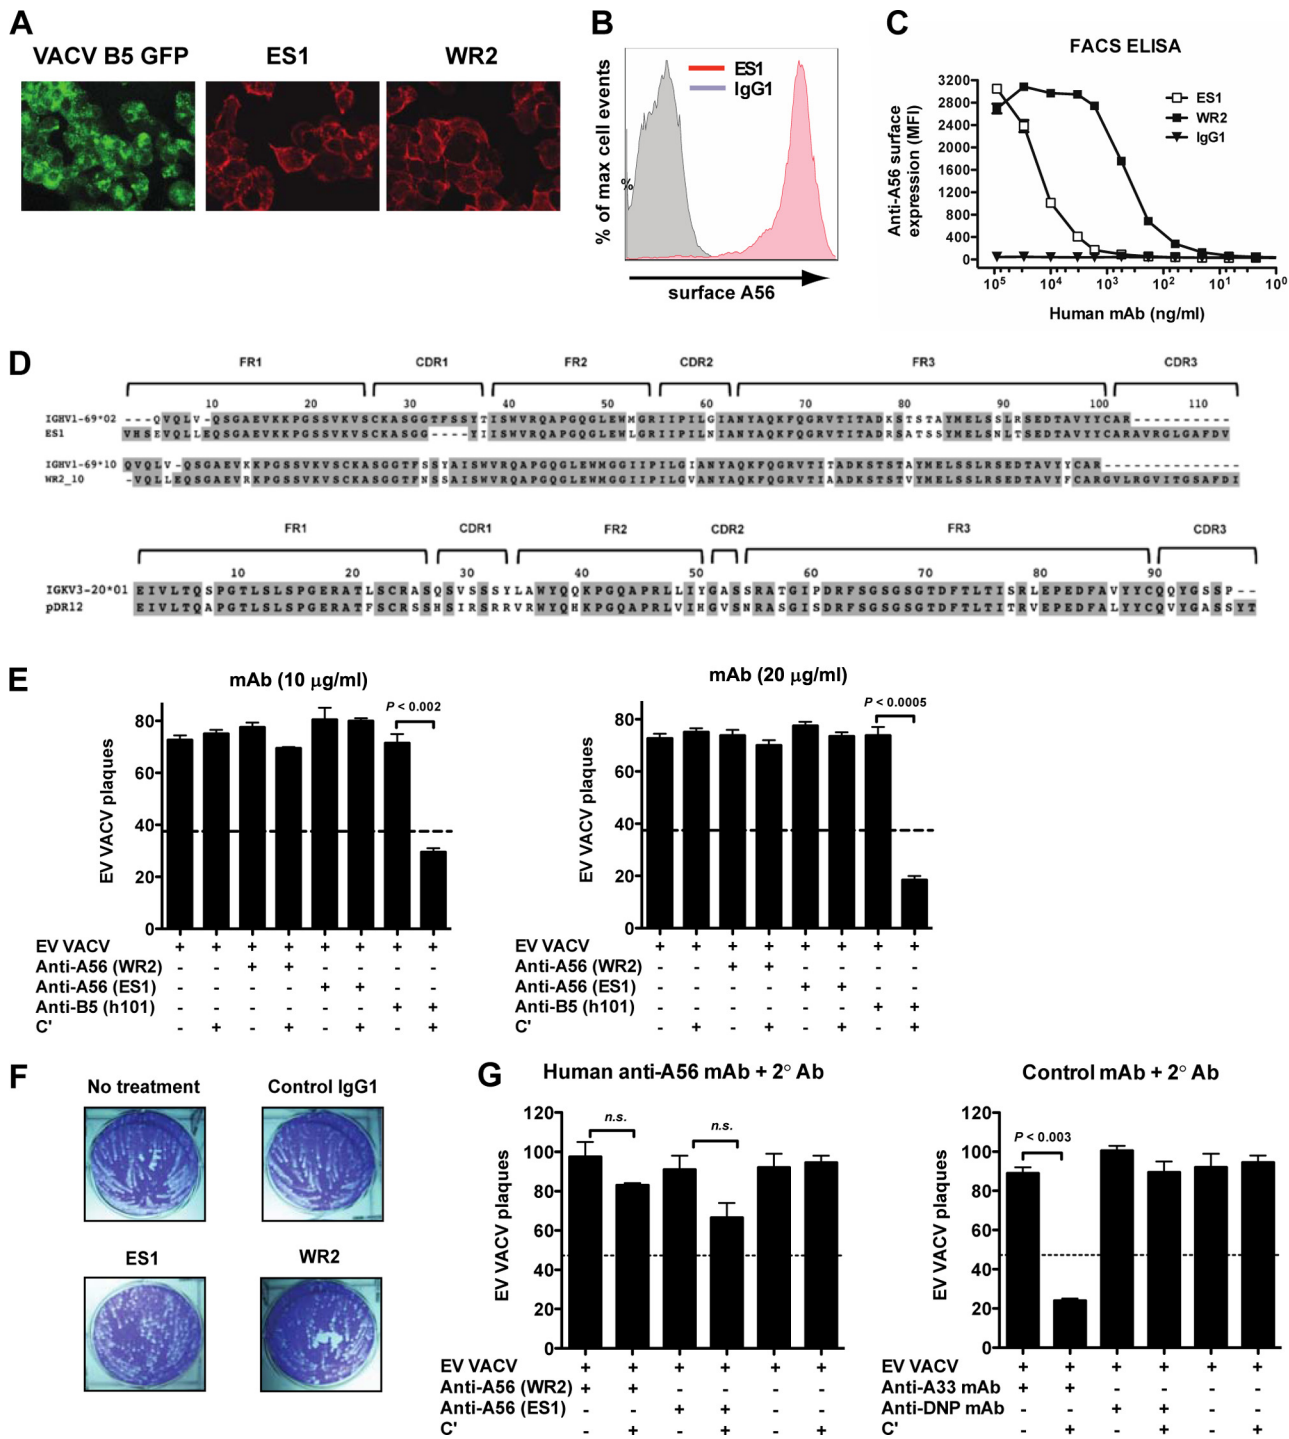 A
VACV B5 GFP
ES1
WR2
B
% of max cell events
%
ES1
IgG1
surface A56
C
FACS ELISA
Anti-A56 surface
expression (MFI)
3200
2800
2400
2000
1600
1200
800
400
0
ES1
WR2
IgG1
10⁵ 10⁴ 10³ 10² 10¹ 10⁰
Human mAb (ng/ml)
D
FR1 CDR1 FR2 CDR2 FR3 CDR3
10 20 30 40 50 60 70 80 90 100 110
IGHV1-69*02 ---QVQLV-QSGAEVKKPGSSVKVSCKASGGTFSSYTISWVRQAPGQGLEWMGRIIPILGIANYAQKFQGRVTITADKSTSTAYMELSSLRSEDTAVYYCAR-----------
ES1 VHSEVQLLEQSGAEVKKPGSSVKVSCKASGG----YIISWVRQAPGQGLEWLGRIIPILNIANYAQKFQGRVTITADRSATSSYMELSNLTSEDTAVYYCARAVRGLGAFDV
IGHV1-69*10 QVQLV-QSGAEVKKPGSSVKVSCKASGGTFSSYAISWVRQAPGQGLEWMGGIIPILGIANYAQKFQGRVTITADKSTSTAYMELSSLRSEDTAVYYCAR--------------
WR2_10 -VQLLEQSGAEVRKPGSSVKVSCKASGGTFNSSAISWVRQAPGQGLEWMGGIIPILGVANYAQKFQGRVTIAADKSTSTVYMELSSLRSEDTAVYFCARGVLRGVITGSAFDI
FR1 CDR1 FR2 CDR2 FR3 CDR3
10 20 30 40 50 60 70 80 90
IGKV3-20*01 EIVLTQSPGTLSLSPGERATLSCRASQSVSSSYLAWYQQKPGQAPRLLIYGASSRATGIPDRFSGSGSGTDFTLTISRLEPEDFAVYYCQQYGSSP--
pDR12 EIVLTQAPGTLSLSPGERATFSCRSSHSIRSRRVRWYQHKPGQAPRLVIHGVSNRASGISDRFSGSGSGTDFTLTITRVEPEDFALYYCQVYGASSYT
E
mAb (10 μg/ml)
P < 0.002
EV VACV plaques
80
60
40
20
0
EV VACV + + + + + + + +
Anti-A56 (WR2) - - + + - - - -
Anti-A56 (ES1) - - - - + + - -
Anti-B5 (h101) - - - - - - + +
C' - + - + - + - +
mAb (20 μg/ml)
P < 0.0005
EV VACV plaques
80
60
40
20
0
EV VACV + + + + + + + +
Anti-A56 (WR2) - - + + - - - -
Anti-A56 (ES1) - - - - + + - -
Anti-B5 (h101) - - - - - - + +
C' - + - + - + - +
F
No treatment
Control IgG1
ES1
WR2
G
Human anti-A56 mAb + 2° Ab
n.s.
n.s.
EV VACV plaques
120
100
80
60
40
20
0
EV VACV + + + + + +
Anti-A56 (WR2) + + - - - -
Anti-A56 (ES1) - - + + - -
C' - + - + - +
Control mAb + 2° Ab
P < 0.003
EV VACV plaques
120
100
80
60
40
20
0
EV VACV + + + + + +
Anti-A33 mAb + + - - - -
Anti-DNP mAb - - + + - -
C' - + - + - +